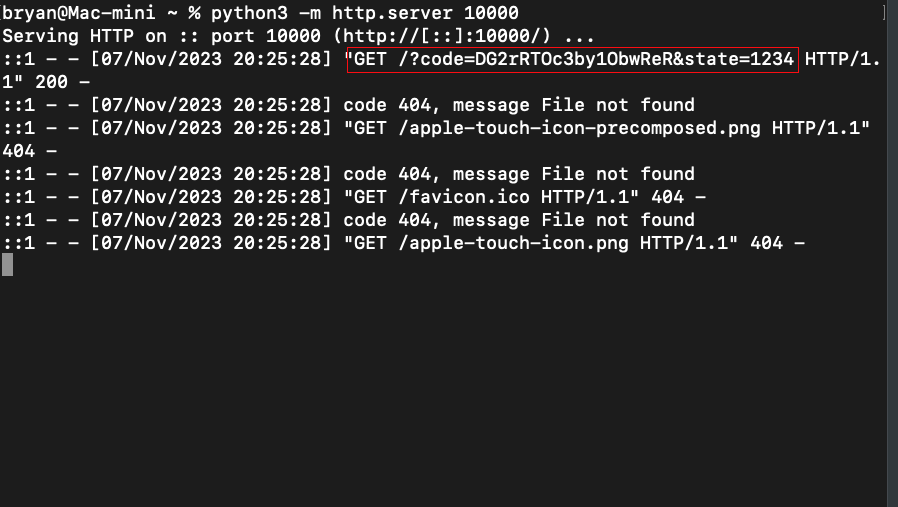 [bryan@Mac-mini ~ % python3 -m http.server 10000 ]
Serving HTTP on :: port 10000 (http://[::]:10000/) ...
::1 - - [07/Nov/2023 20:25:28] "GET /?code=DG2rRTOc3by1ObwReR&state=1234 HTTP/1.
1" 200 -
::1 - - [07/Nov/2023 20:25:28] code 404, message File not found
::1 - - [07/Nov/2023 20:25:28] "GET /apple-touch-icon-precomposed.png HTTP/1.1"
404 -
::1 - - [07/Nov/2023 20:25:28] code 404, message File not found
::1 - - [07/Nov/2023 20:25:28] "GET /favicon.ico HTTP/1.1" 404 -
::1 - - [07/Nov/2023 20:25:28] code 404, message File not found
::1 - - [07/Nov/2023 20:25:28] "GET /apple-touch-icon.png HTTP/1.1" 404 -